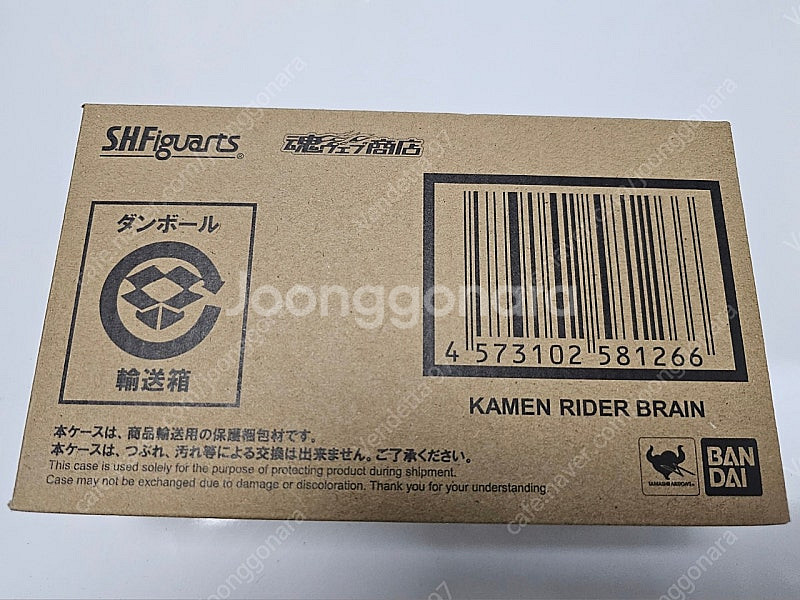 S.H.Figuarts
魂ウェブ商店
ダンボール
輸送箱
4 573102 581266
KAMEN RIDER BRAIN
本ケースは、商品輸送用の保護梱包材です。
本ケースは、つぶれ、汚れ等による交換は出来ません。ご了承ください。
This case is used solely for the purpose of protecting product during shipment.
Case may not be exchanged due to damage or discoloration. Thank you for your understanding.
TAMASHII NATIONS
BAN
DAI
Joonggonara